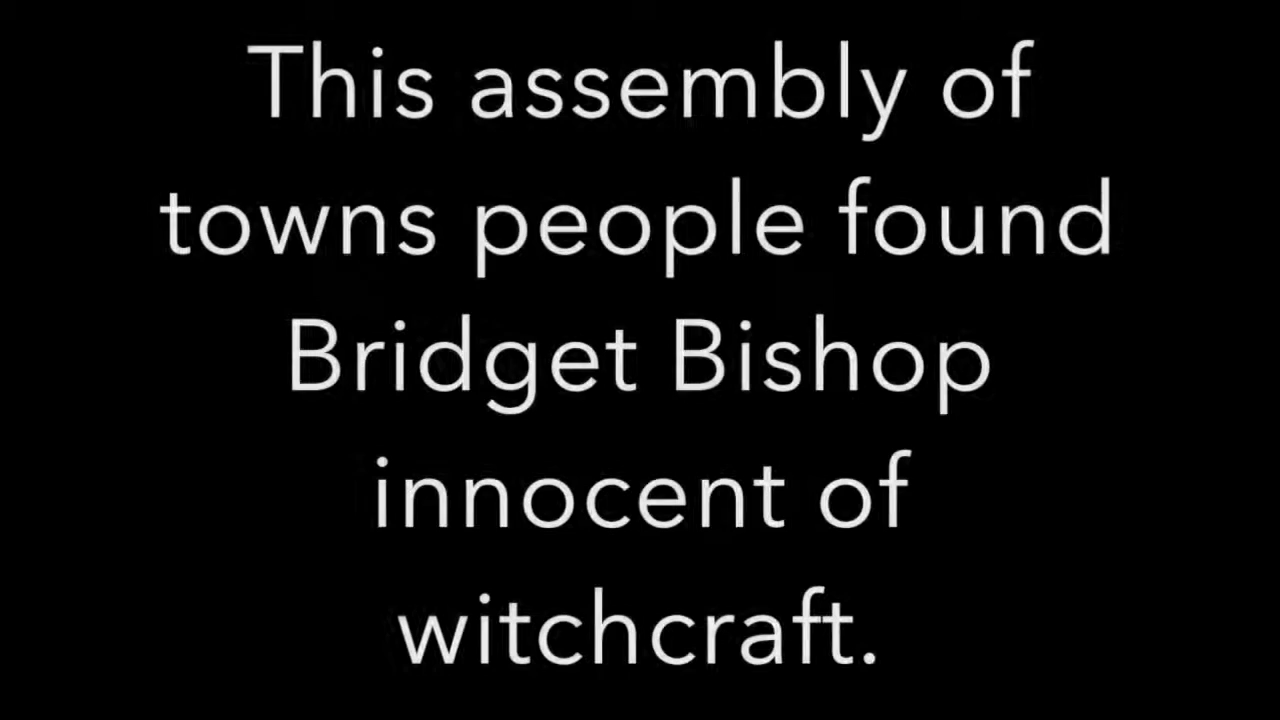 This assembly of
towns people found
Bridget Bishop
innocent of
witchcraft.